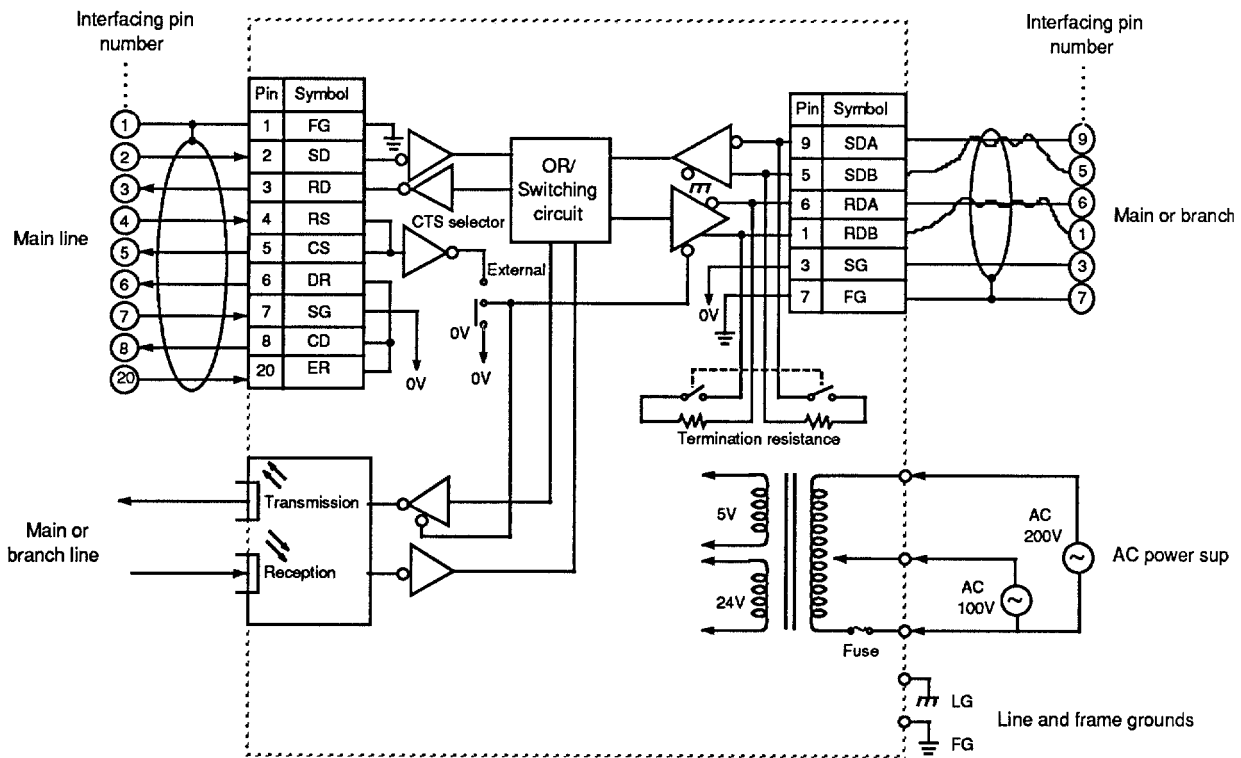 Interfacing pin
number
Interfacing pin
number
Pin Symbol
1 1 FG
2 2 SD
3 3 RD
4 4 RS
5 5 CS
6 6 DR
7 7 SG
8 8 CD
20 20 ER
Main line
CTS selector
External
0V
0V
0V
OR/
Switching
circuit
Pin Symbol
9 SDA 9
5 SDB 5
6 RDA 6
1 RDB 1
3 SG 3
7 FG 7
0V
Main or branch
Termination resistance
Transmission
Reception
Main or
branch line
5V
24V
Fuse
AC
200V
AC
100V
AC power sup
LG
FG
Line and frame grounds